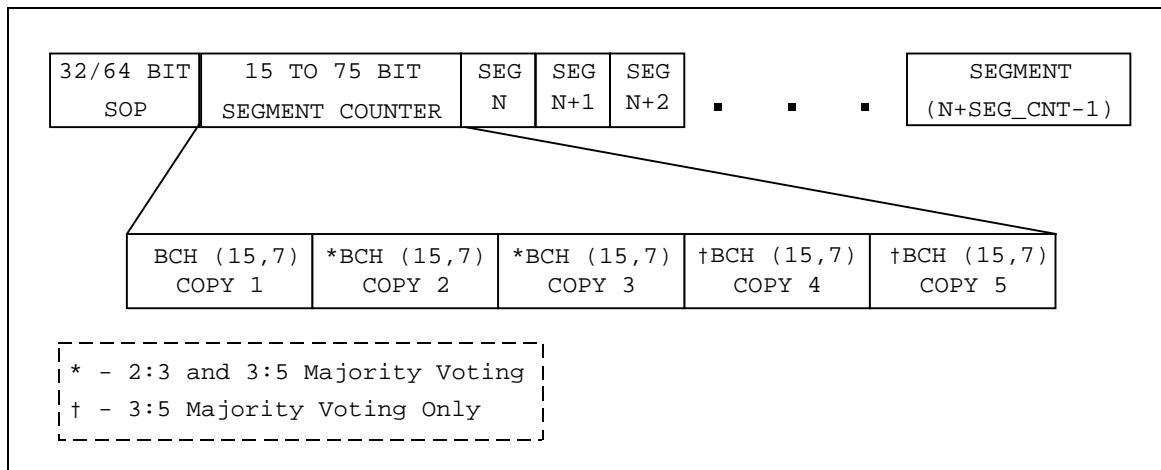 32/64 BIT
SOP
15 TO 75 BIT
SEGMENT COUNTER
SEG
N
SEG
N+1
SEG
N+2
SEGMENT
(N+SEG_CNT-1)
BCH (15,7)
COPY 1
*BCH (15,7)
COPY 2
*BCH (15,7)
COPY 3
†BCH (15,7)
COPY 4
†BCH (15,7)
COPY 5
* - 2:3 and 3:5 Majority Voting
† - 3:5 Majority Voting Only